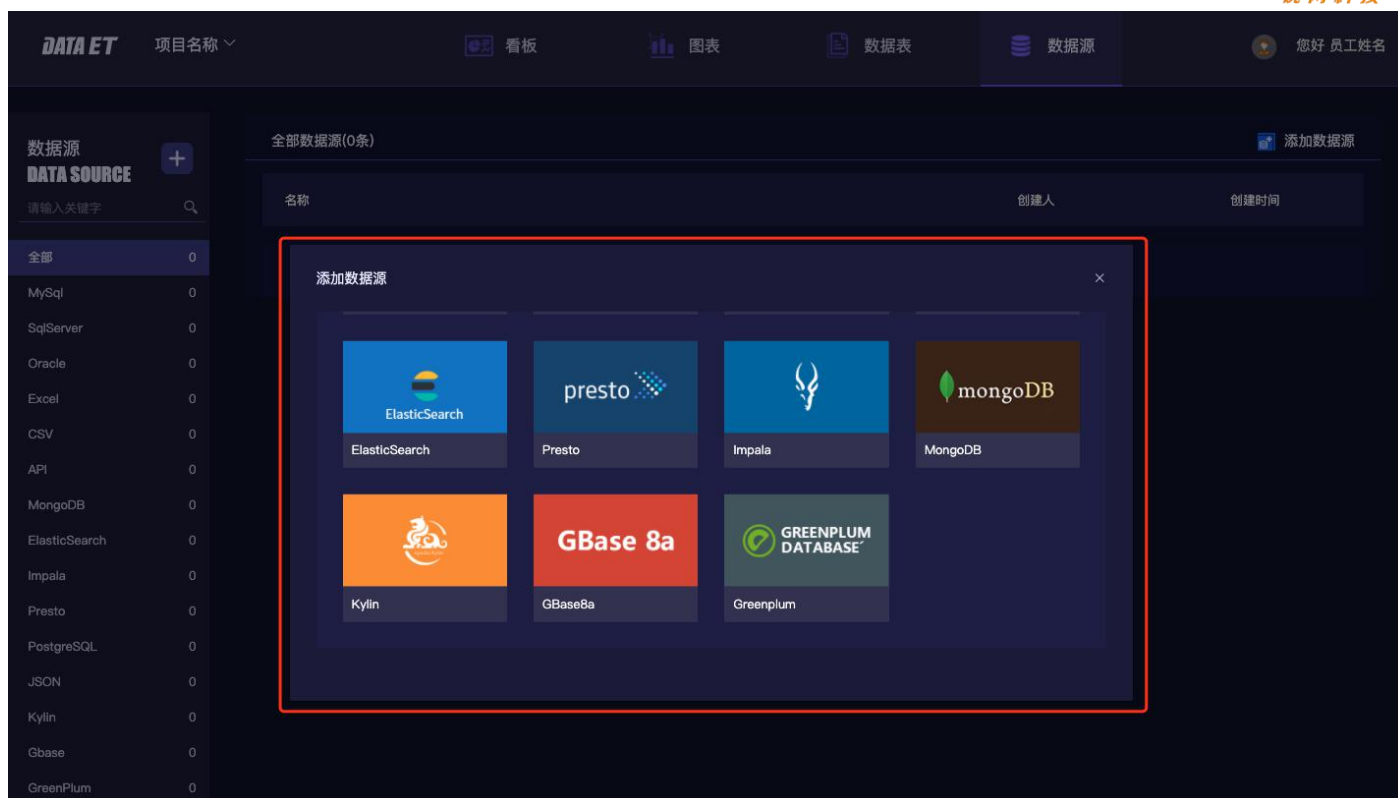 DATA ET 项目名称 看板 图表 数据表 数据源 您好 员工姓名
数据源
DATA SOURCE
请输入关键字
全部 0
MySql 0
SqlServer 0
Oracle 0
Excel 0
CSV 0
API 0
MongoDB 0
ElasticSearch 0
Impala 0
Presto 0
PostgreSQL 0
JSON 0
Kylin 0
Gbase 0
GreenPlum 0
全部数据源(0条) 添加数据源
名称 创建人 创建时间
添加数据源
ElasticSearch presto mongoDB
ElasticSearch Presto Impala MongoDB
GBase 8a GREENPLUM
DATABASE
Kylin GBase8a Greenplum